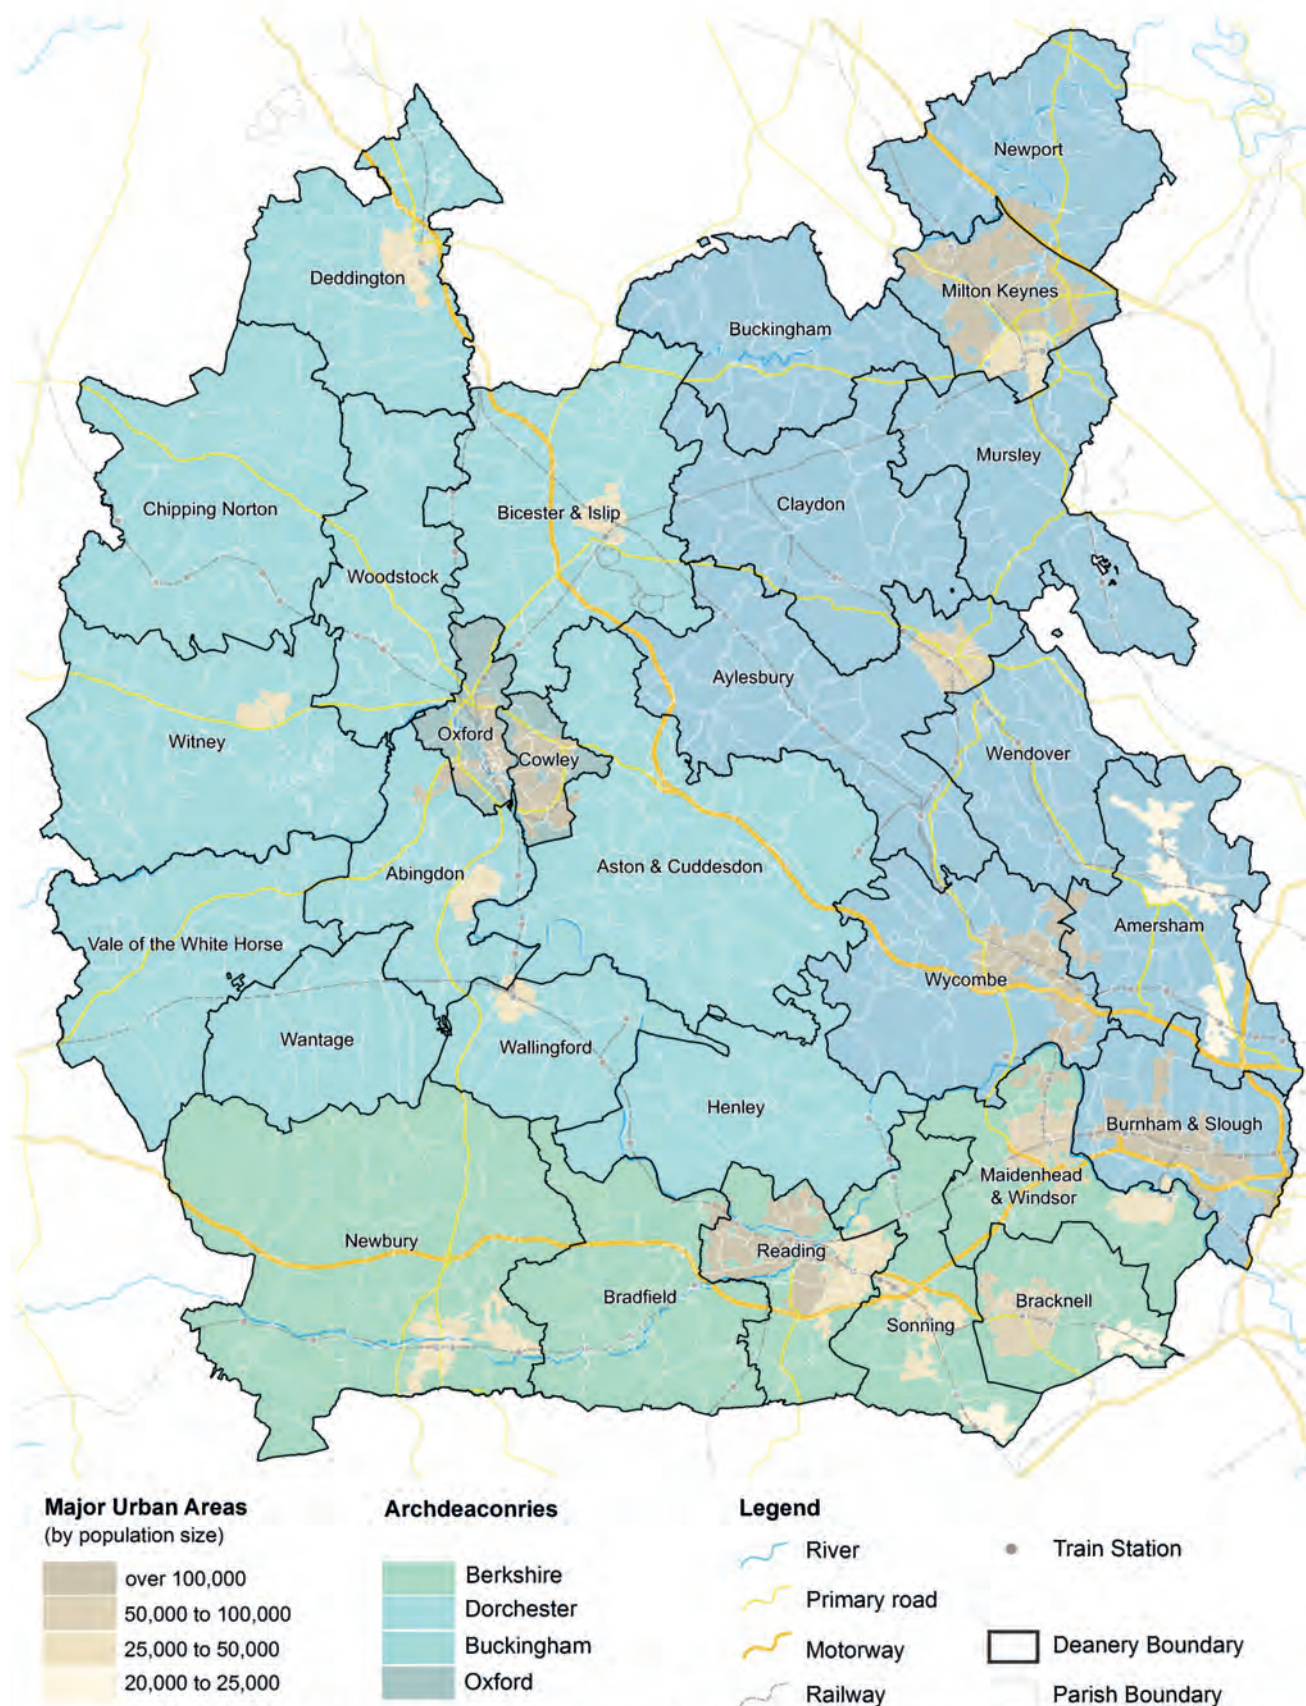 Newport
Deddington
Milton Keynes
Buckingham
Mursley
Chipping Norton
Bicester & Islip
Claydon
Woodstock
Aylesbury
Witney
Oxford
Cowley
Wendover
Abingdon
Aston & Cuddesdon
Vale of the White Horse
Amersham
Wycombe
Wantage
Wallingford
Henley
Burnham & Slough
Maidenhead
& Windsor
Newbury
Reading
Bradfield
Bracknell
Sonning
Major Urban Areas
(by population size)
over 100,000
50,000 to 100,000
25,000 to 50,000
20,000 to 25,000
Archdeaconries
Berkshire
Dorchester
Buckingham
Oxford
Legend
River
Primary road
Motorway
Railway
Train Station
Deanery Boundary
Parish Boundary